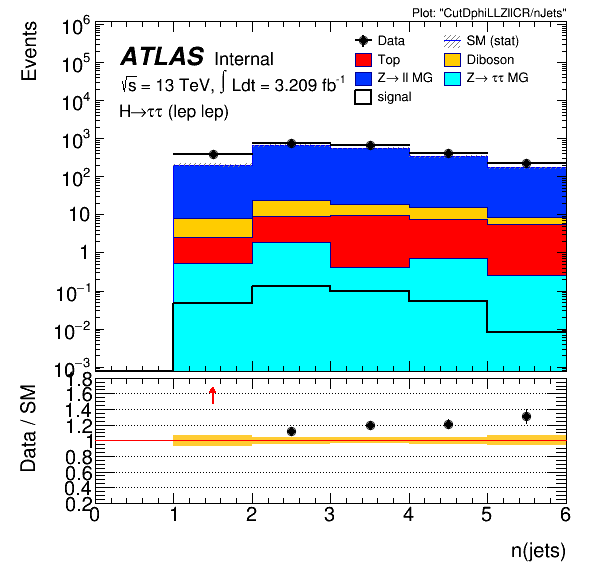 Plot: "CutDphiLLZllCR/nJets"
Events
10⁶
10⁵
10⁴
10³
10²
10
1
10⁻¹
10⁻²
10⁻³
ATLAS Internal
√s = 13 TeV, ∫ Ldt = 3.209 fb⁻¹
H→ττ (lep lep)
Data
SM (stat)
Top
Diboson
Z→ ll MG
Z→ ττ MG
signal
Data / SM
1.8
1.6
1.4
1.2
1
0.8
0.6
0.4
0.2
0 1 2 3 4 5 6
n(jets)